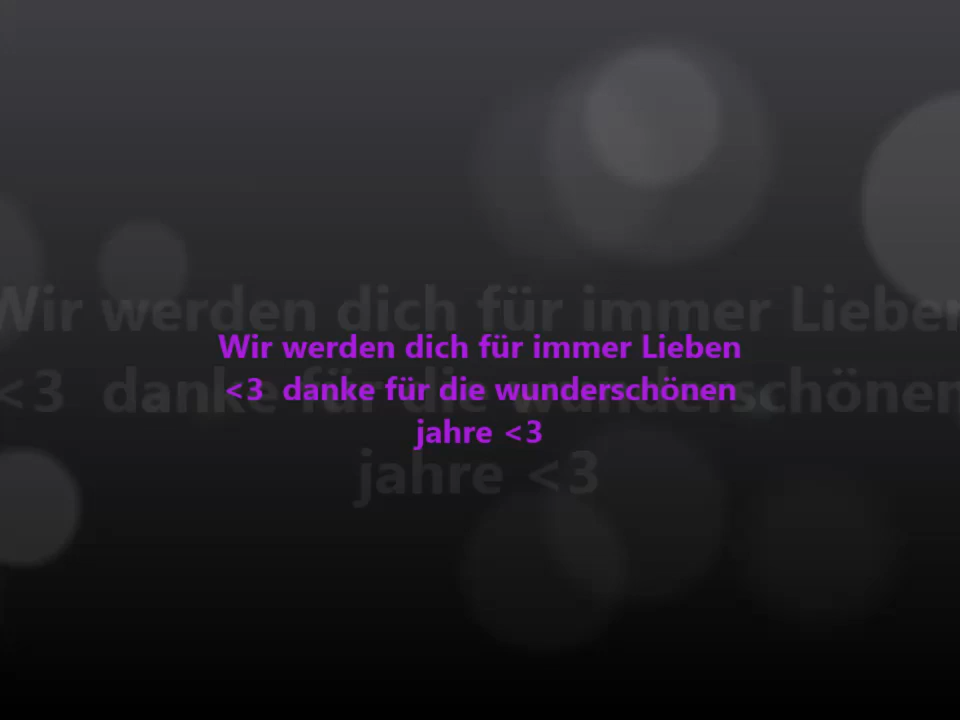 Wir werden dich für immer Lieben
<3 danke für die wunderschönen
jahre <3